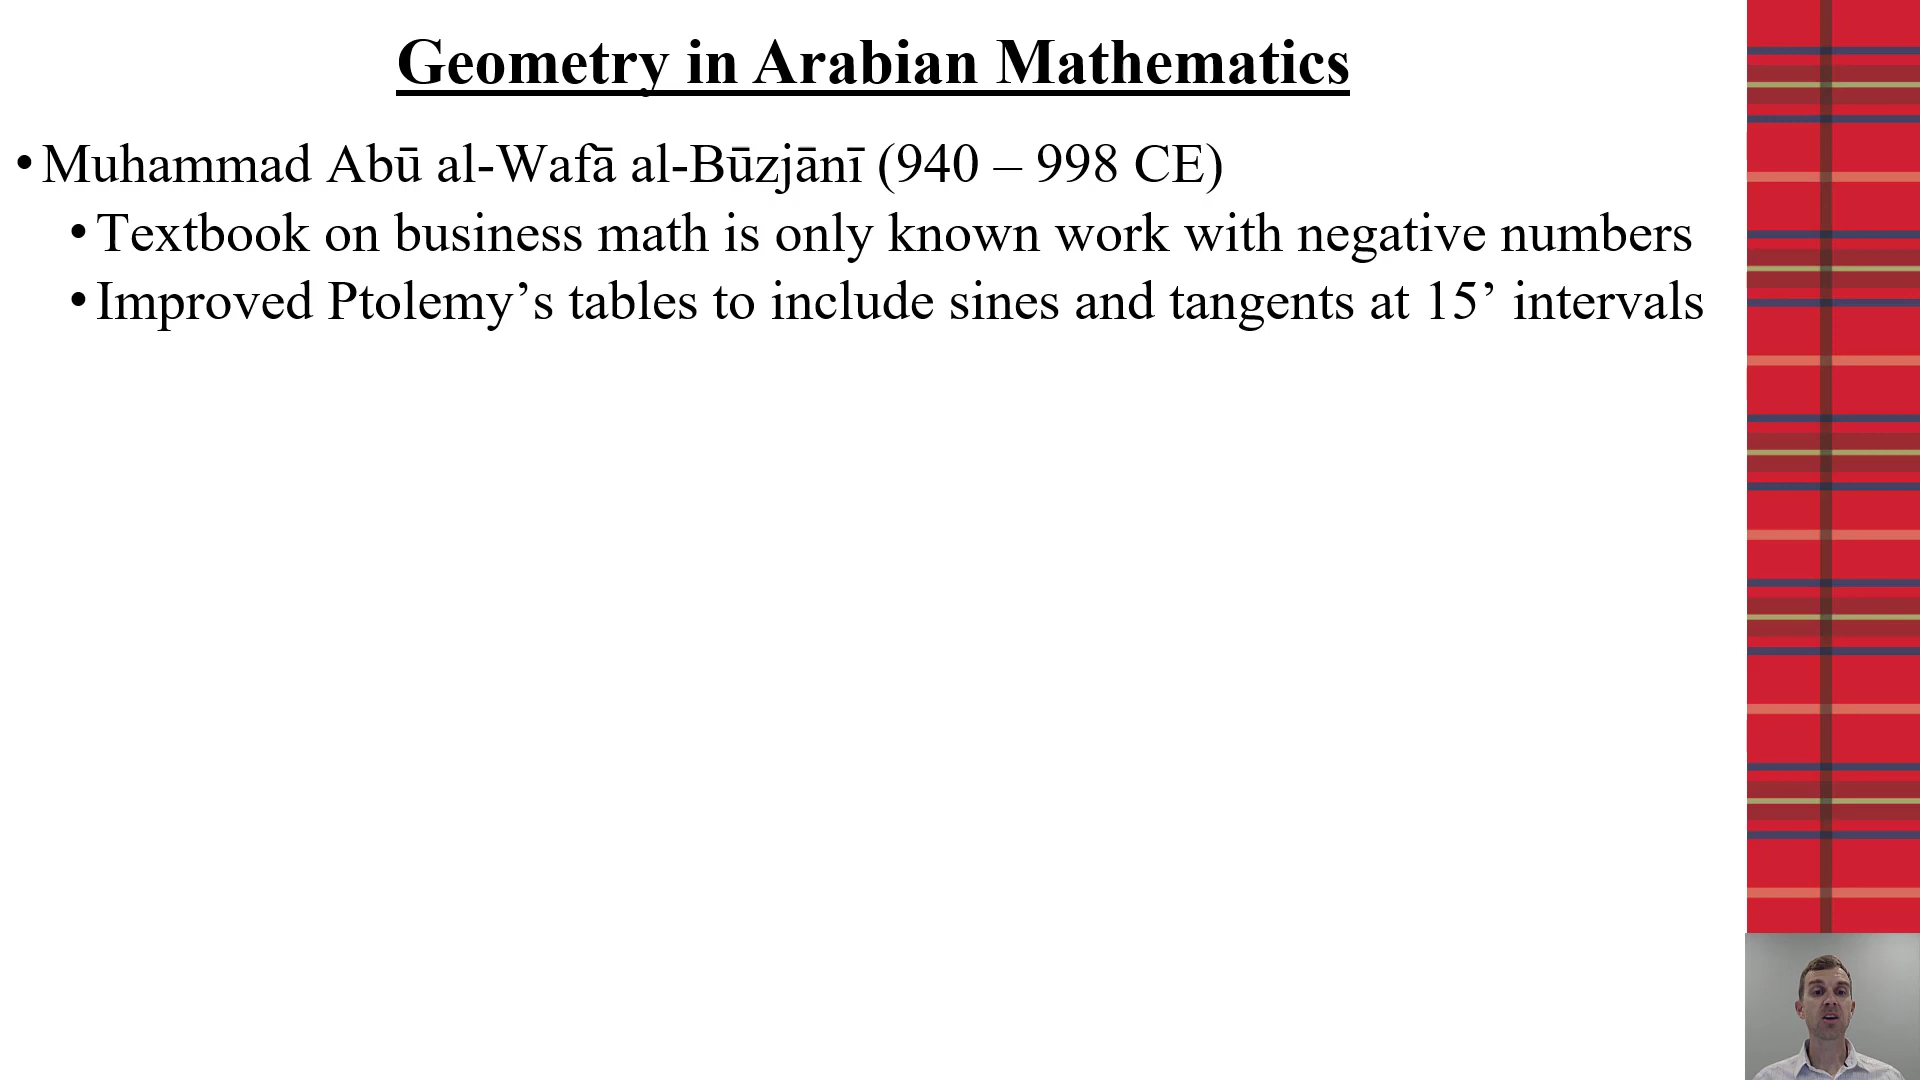 Geometry in Arabian Mathematics
•Muhammad Abū al-Wafā al-Būzjānī (940 – 998 CE)
•Textbook on business math is only known work with negative numbers
•Improved Ptolemy’s tables to include sines and tangents at 15’ intervals